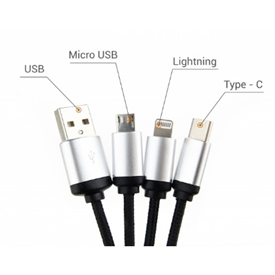 Micro USB
Lightning
USB
Type - C